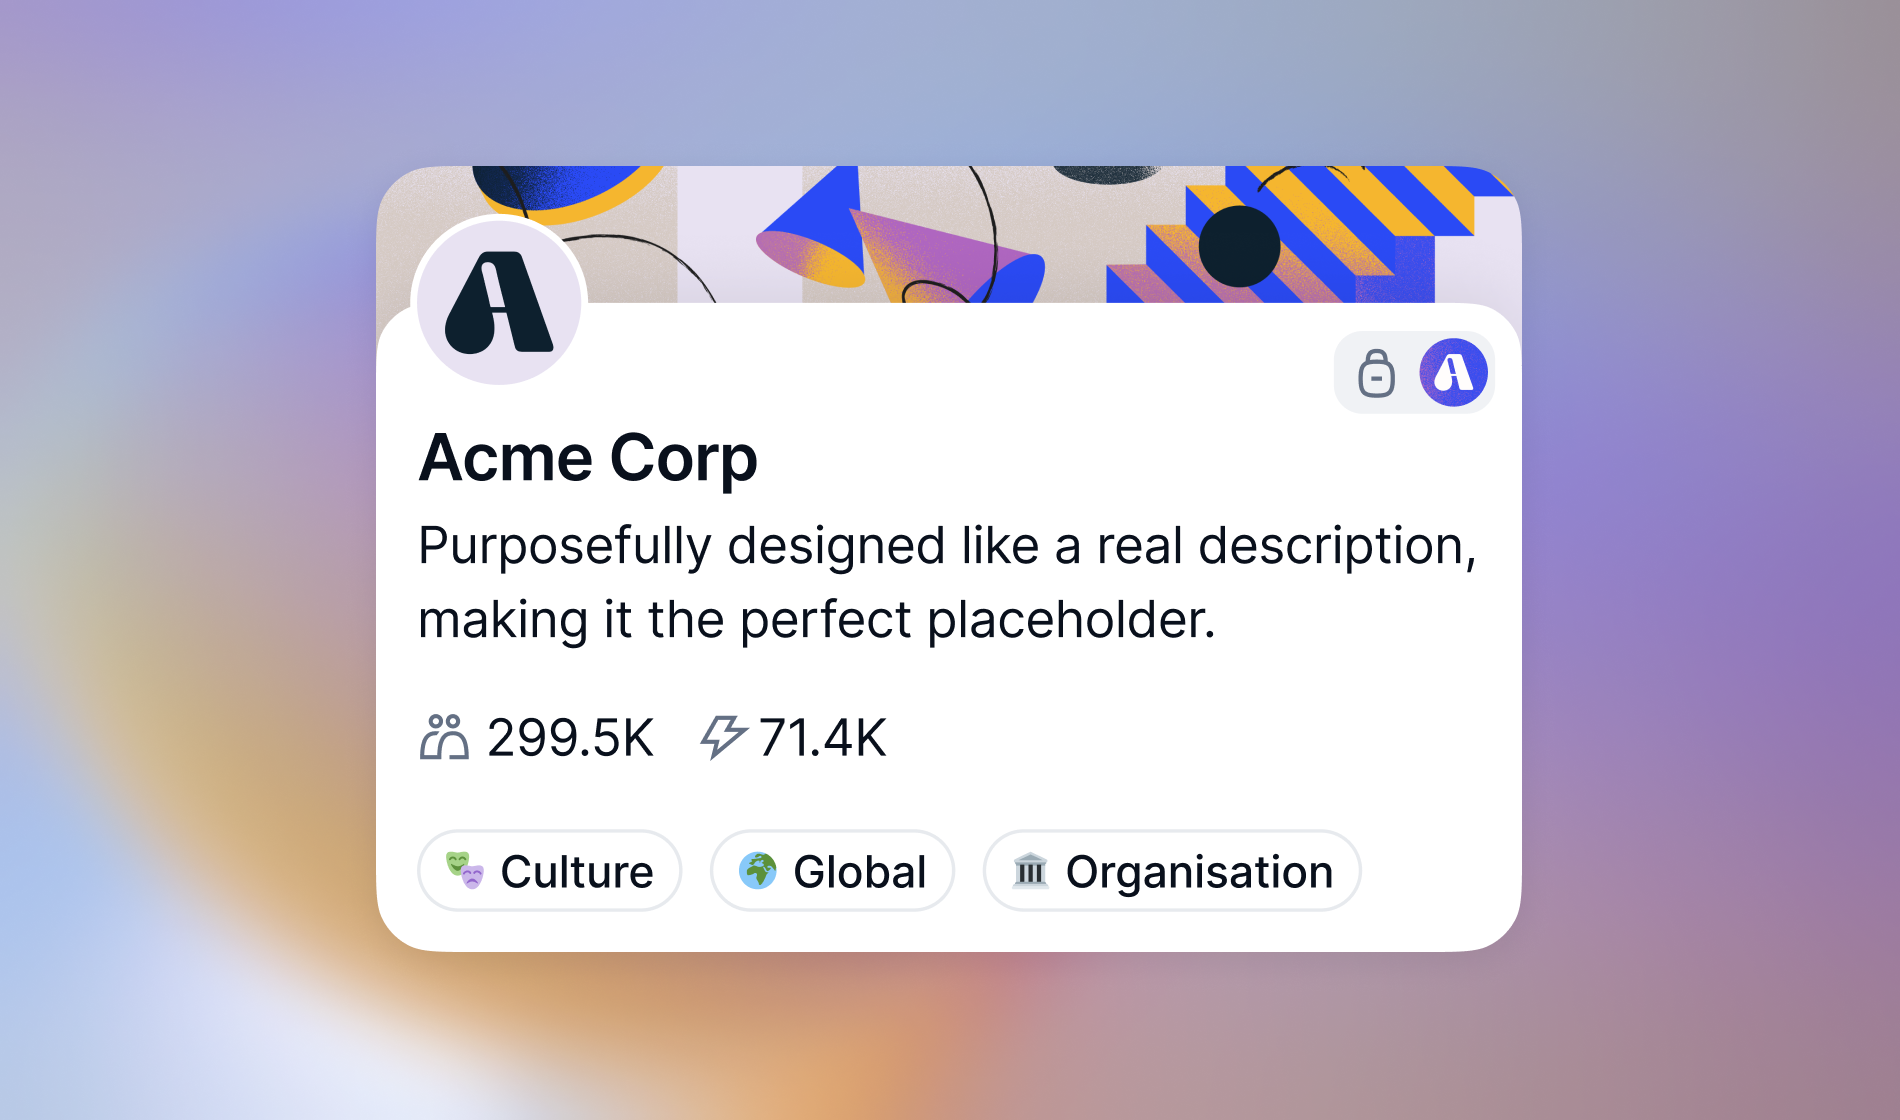 Acme Corp
Purposefully designed like a real description,
making it the perfect placeholder.
299.5K 71.4K
Culture Global Organisation